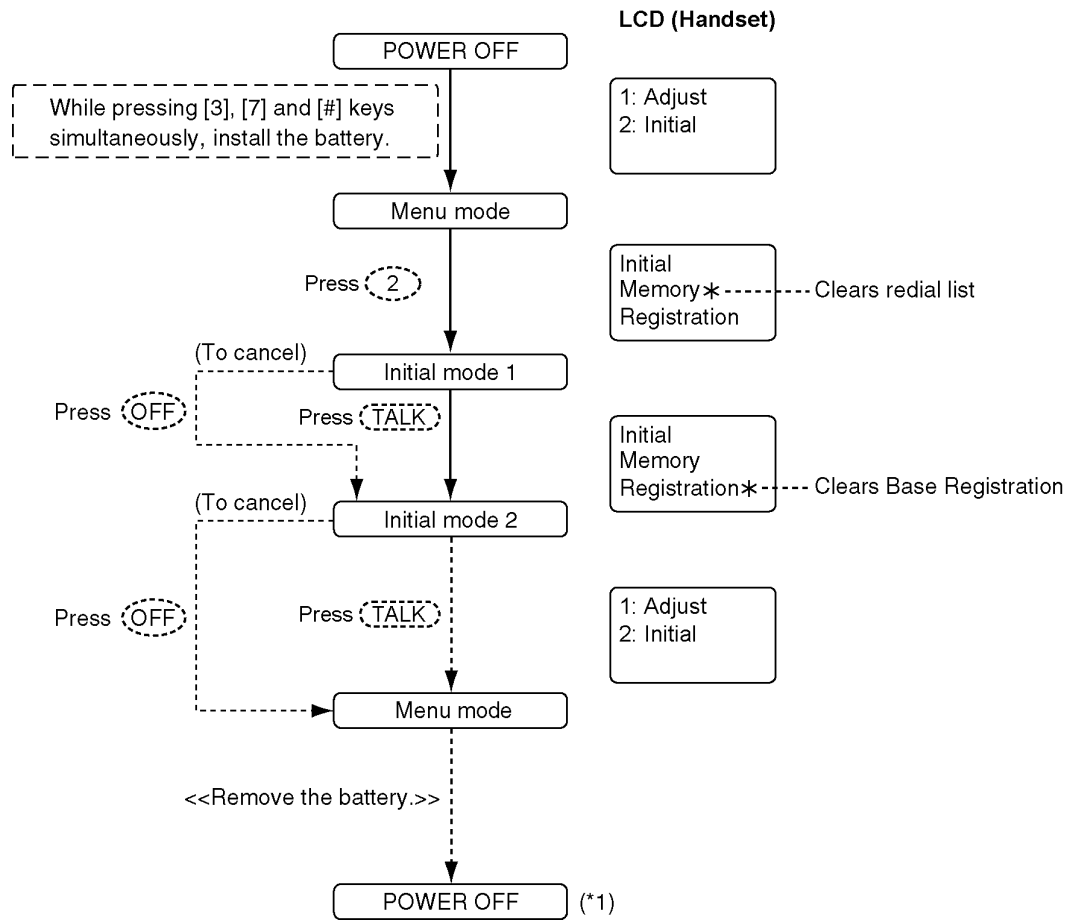 LCD (Handset)
POWER OFF
While pressing [3], [7] and [#] keys
simultaneously, install the battery.
1: Adjust
2: Initial
Menu mode
Press 2
Initial
Memory* Clears redial list
Registration
(To cancel)
Initial mode 1
Press OFF
Press TALK
Initial
Memory
Registration* Clears Base Registration
(To cancel)
Initial mode 2
Press OFF
Press TALK
1: Adjust
2: Initial
Menu mode
<<Remove the battery.>>
POWER OFF (*1)